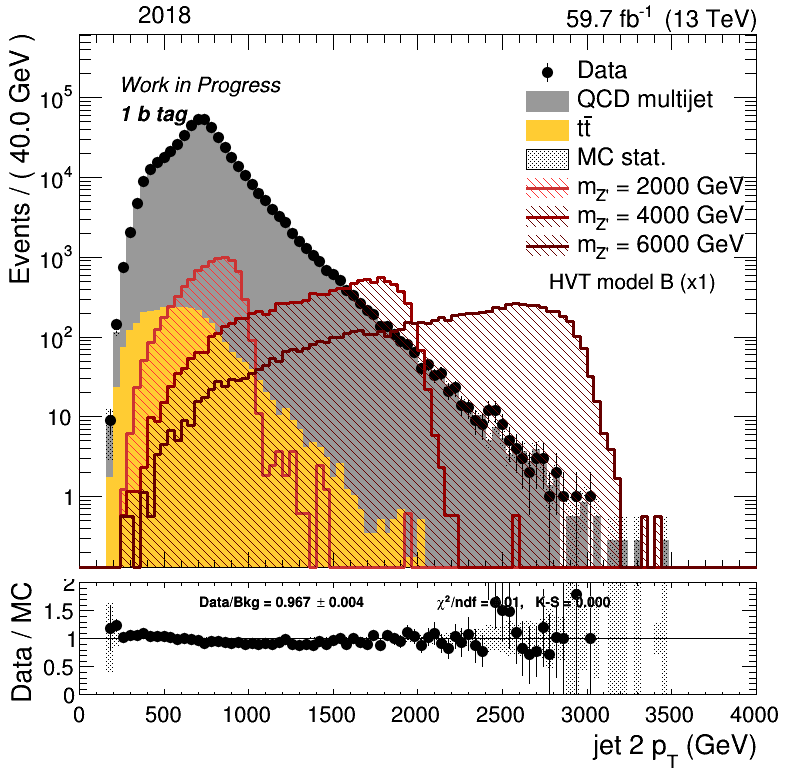 2018 59.7 fb⁻¹ (13 TeV)
Events / ( 40.0 GeV )
Work in Progress
1 b tag
Data
QCD multijet
tt̄
MC stat.
m_Z' = 2000 GeV
m_Z' = 4000 GeV
m_Z' = 6000 GeV
HVT model B (x1)
10⁵
10⁴
10³
10²
10
1
Data / MC
2
1.5
1
0.5
0
Data/Bkg = 0.967 ± 0.004 χ²/ndf = 01, K-S = 0.000
0 500 1000 1500 2000 2500 3000 3500 4000
jet 2 p_T (GeV)